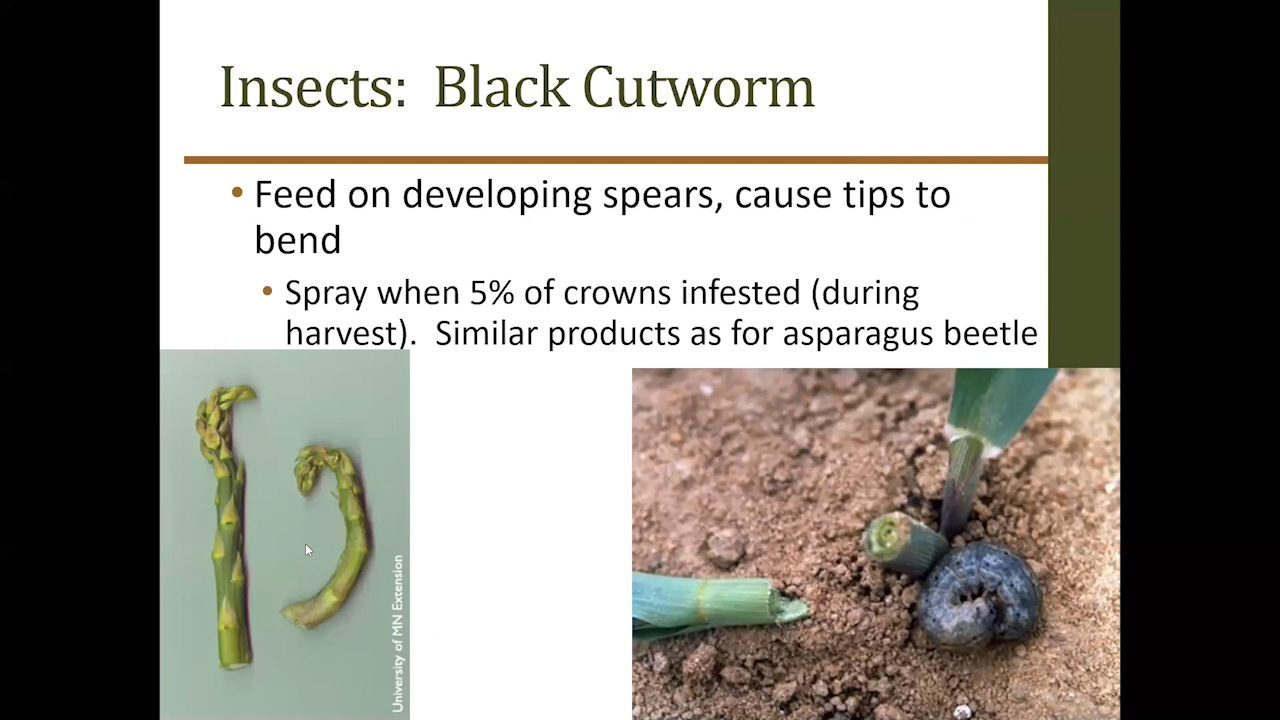 Insects: Black Cutworm
• Feed on developing spears, cause tips to
bend
• Spray when 5% of crowns infested (during
harvest). Similar products as for asparagus beetle
University of MN Extension